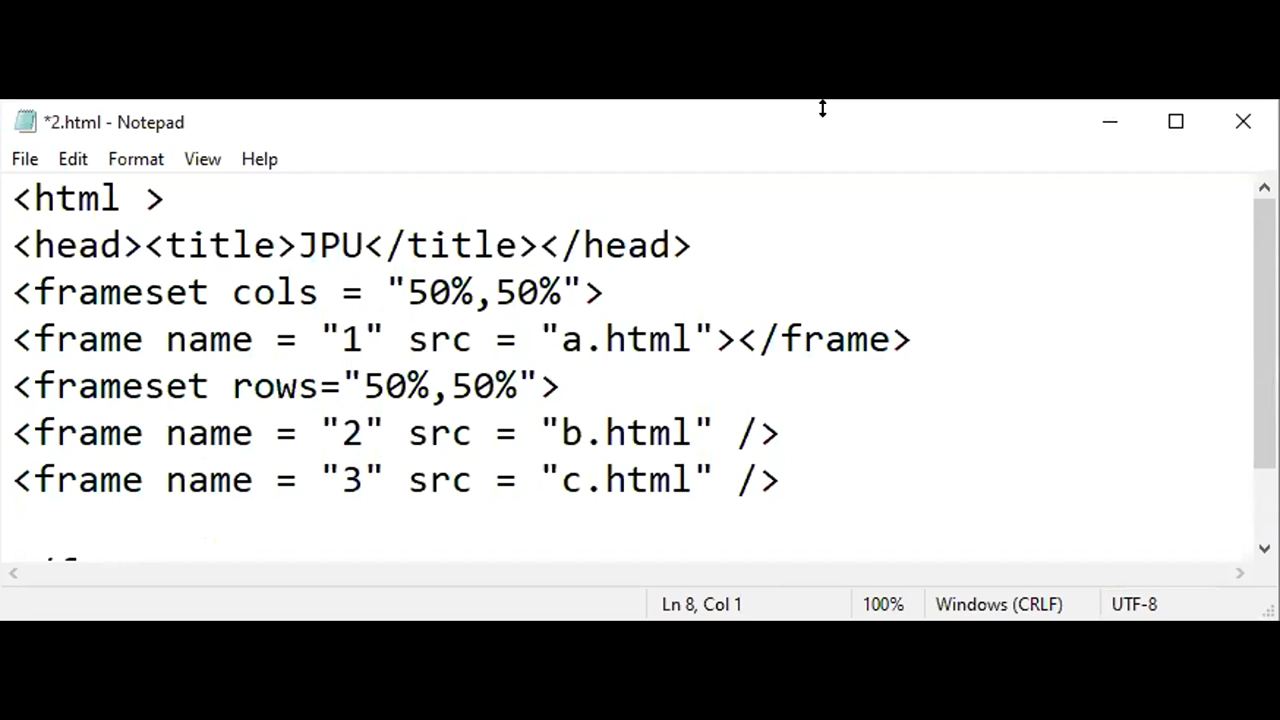 *2.html - Notepad
File Edit Format View Help
<html >
<head><title>JPU</title></head>
<frameset cols = "50%,50%">
<frame name = "1" src = "a.html"></frame>
<frameset rows="50%,50%">
<frame name = "2" src = "b.html" />
<frame name = "3" src = "c.html" />
Ln 8, Col 1 100% Windows (CRLF) UTF-8